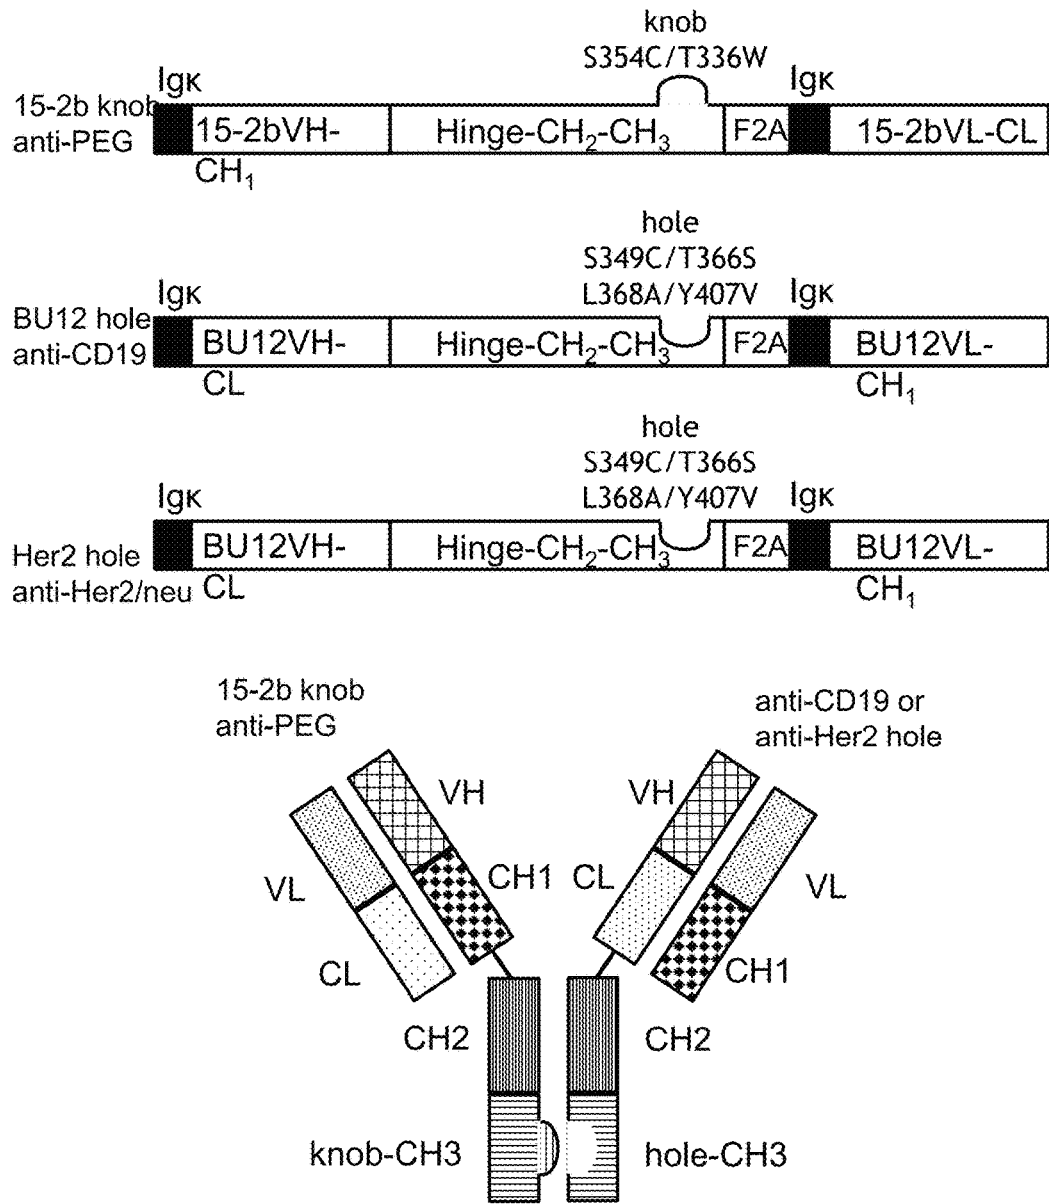 knob
S354C/T336W
Igκ
Igκ
15-2b knob
anti-PEG
15-2bVH-
CH1
Hinge-CH2-CH3
F2A
15-2bVL-CL
hole
S349C/T366S
L368A/Y407V
Igκ
Igκ
BU12 hole
anti-CD19
BU12VH-
CL
Hinge-CH2-CH3
F2A
BU12VL-
CH1
hole
S349C/T366S
L368A/Y407V
Igκ
Igκ
Her2 hole
anti-Her2/neu
BU12VH-
CL
Hinge-CH2-CH3
F2A
BU12VL-
CH1
15-2b knob
anti-PEG
anti-CD19 or
anti-Her2 hole
VH
VH
VL
CH1
CL
VL
CL
CH1
CH2
CH2
knob-CH3
hole-CH3